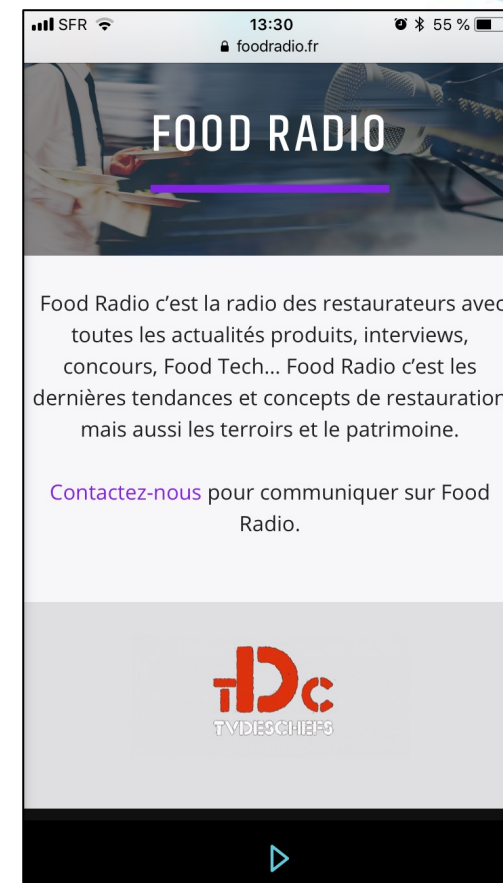 SFR 13:30 55 %
foodradio.fr
FOOD RADIO
Food Radio c’est la radio des restaurateurs avec
toutes les actualités produits, interviews,
concours, Food Tech... Food Radio c’est les
dernières tendances et concepts de restauration
mais aussi les terroirs et le patrimoine.
Contactez-nous pour communiquer sur Food
Radio.
TDC
TVDESCHEFS